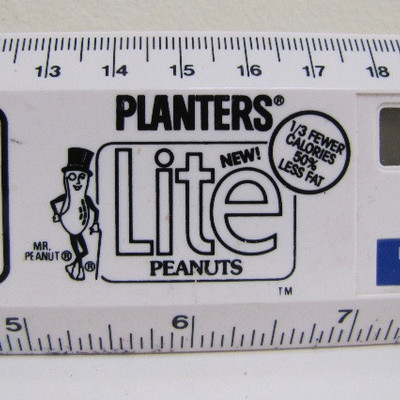 13 14 15 16 17 18
PLANTERS®
NEW!
1/3 FEWER
CALORIES
50%
LESS FAT
Lite
PEANUTS
MR.
PEANUT®
®
TM
5 6 7